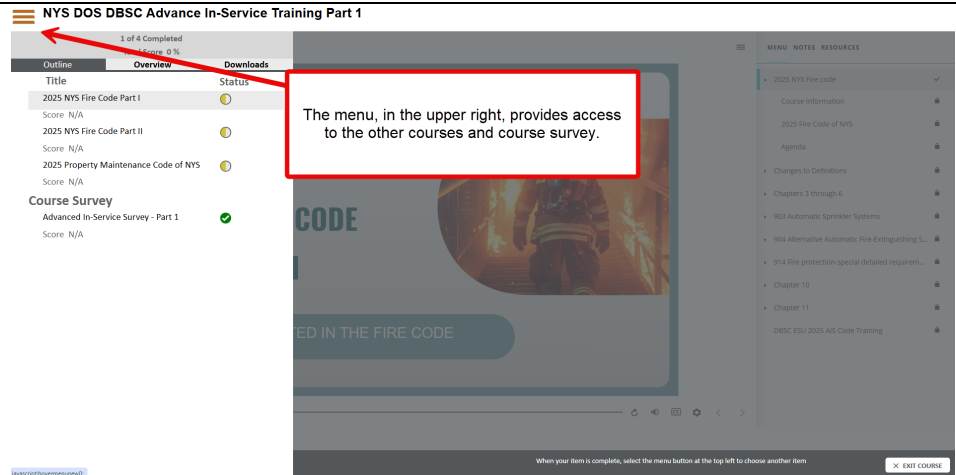 NYS DOS DBSC Advance In-Service Training Part 1
1 of 4 Completed
Score 0 %
Outline
Overview
Downloads
Title
Status
2025 NYS Fire Code Part I
Score N/A
2025 NYS Fire Code Part II
Score N/A
2025 Property Maintenance Code of NYS
Score N/A
Course Survey
Advanced In-Service Survey - Part 1
Score N/A
The menu, in the upper right, provides access
to the other courses and course survey.
CODE
TED IN THE FIRE CODE
MENU NOTES RESOURCES
2025 NYS Fire code
Course Information
2025 Fire Code of NYS
Agenda
Changes to Definitions
Chapters 3 through 6
903 Automatic Sprinkler Systems
904 Alternative Automatic Fire-Extinguishing S...
914 Fire protection-special detailed requirem...
Chapter 10
Chapter 11
DBSC ESU 2025 AIS Code Training
When your item is complete, select the menu button at the top left to choose another item
X EXIT COURSE